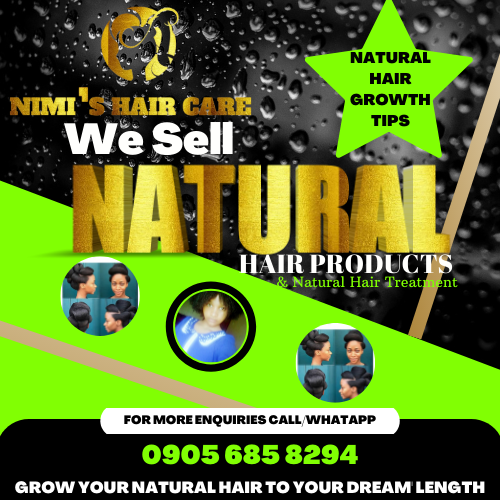 NIMI'S HAIR CARE
We Sell
NATURAL
HAIR PRODUCTS
& Natural Hair Treatment
NATURAL
HAIR
GROWTH
TIPS
FOR MORE ENQUIRIES CALL/WHATAPP
0905 685 8294
GROW YOUR NATURAL HAIR TO YOUR DREAM' LENGTH